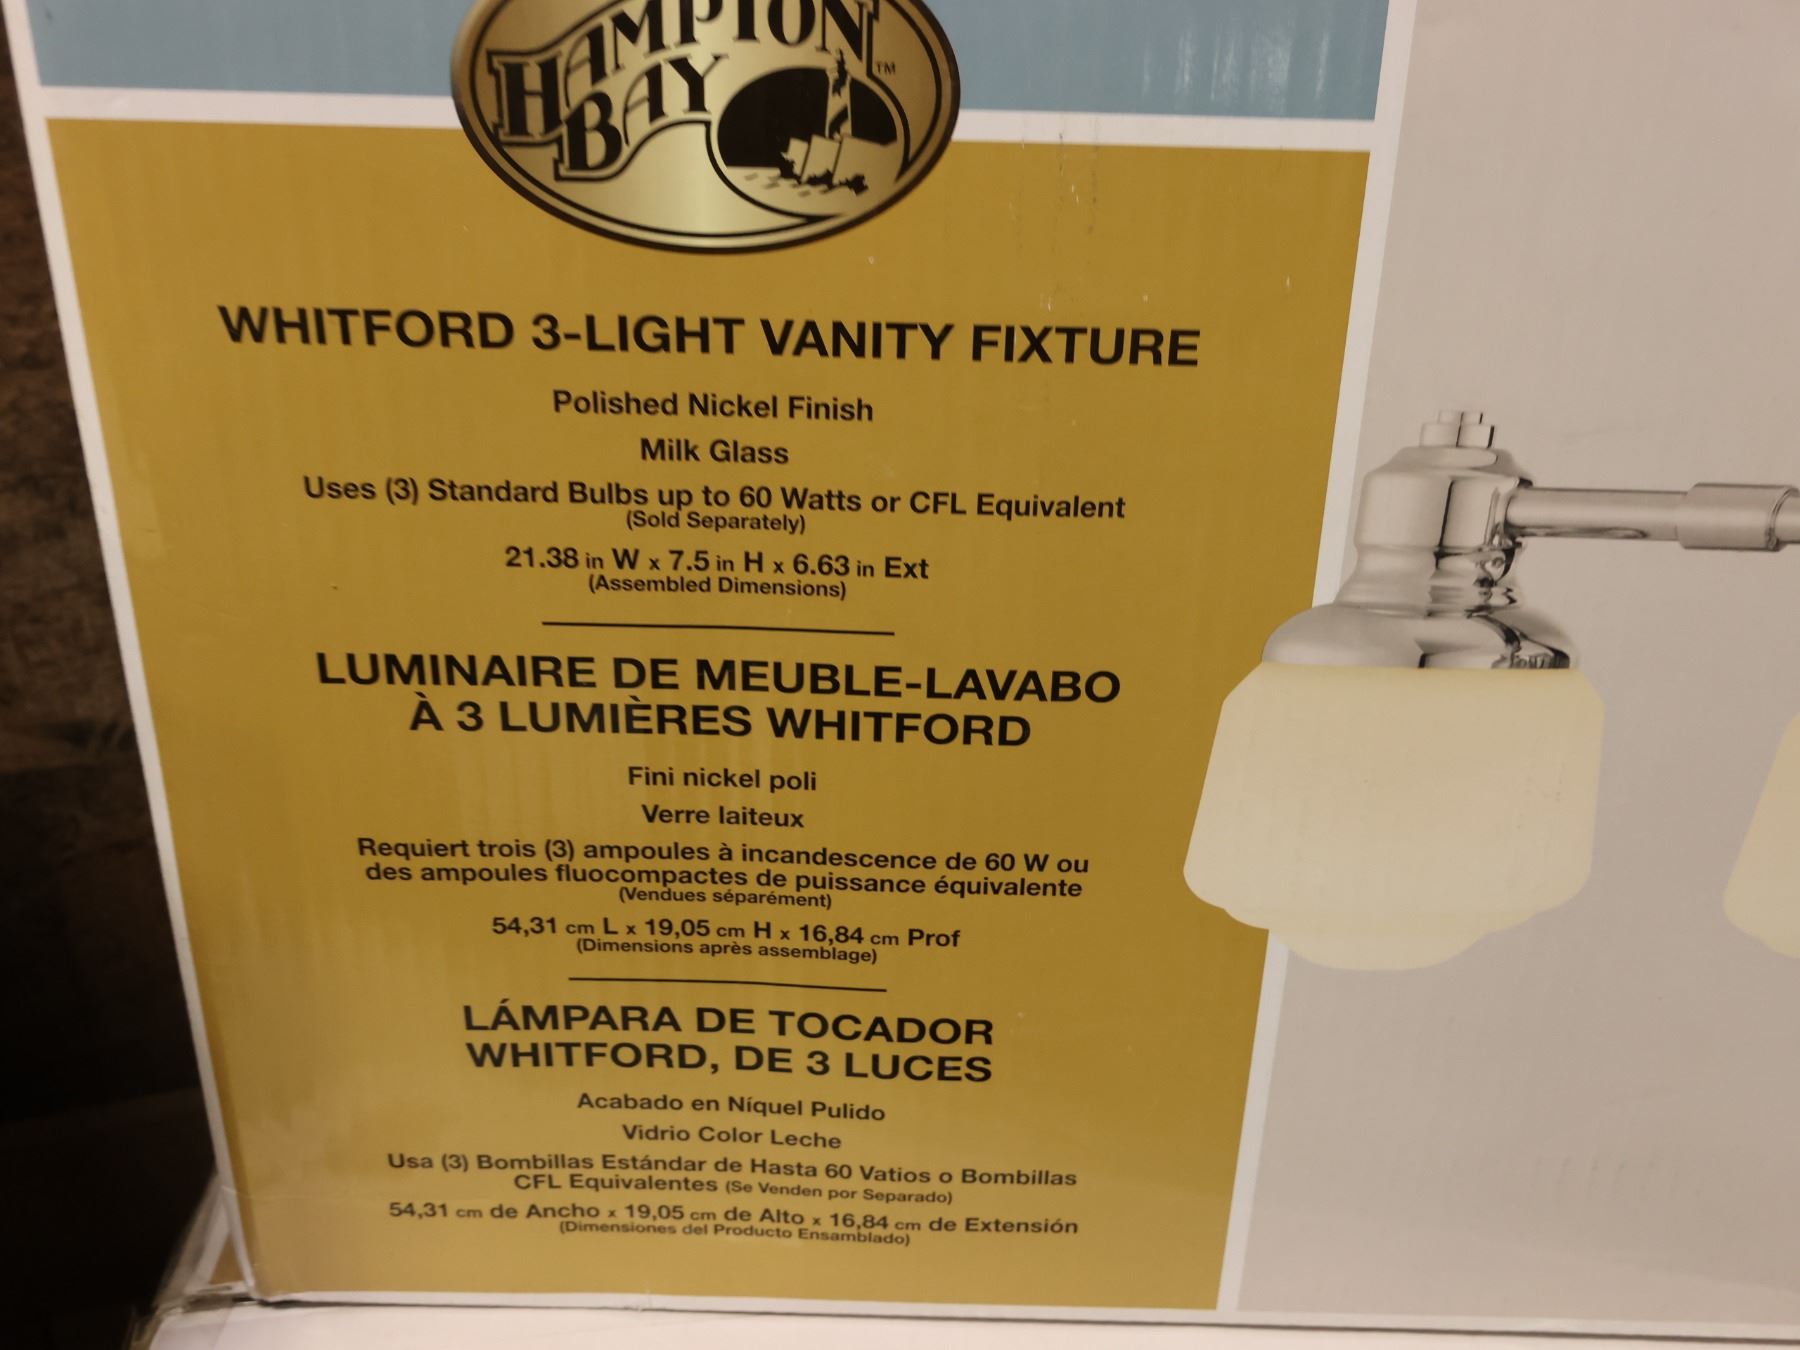 HAMPTON
BAY
TM
WHITFORD 3-LIGHT VANITY FIXTURE
Polished Nickel Finish
Milk Glass
Uses (3) Standard Bulbs up to 60 Watts or CFL Equivalent
(Sold Separately)
21.38 in W x 7.5 in H x 6.63 in Ext
(Assembled Dimensions)
LUMINAIRE DE MEUBLE-LAVABO
À 3 LUMIÈRES WHITFORD
Fini nickel poli
Verre laiteux
Requiert trois (3) ampoules à incandescence de 60 W ou
des ampoules fluocompactes de puissance équivalente
(Vendues séparément)
54,31 cm L x 19,05 cm H x 16,84 cm Prof
(Dimensions après assemblage)
LÁMPARA DE TOCADOR
WHITFORD, DE 3 LUCES
Acabado en Níquel Pulido
Vidrio Color Leche
Usa (3) Bombillas Estándar de Hasta 60 Vatios o Bombillas
CFL Equivalentes (Se Venden por Separado)
54,31 cm de Ancho x 19,05 cm de Alto x 16,84 cm de Extensión
(Dimensiones del Producto Ensamblado)